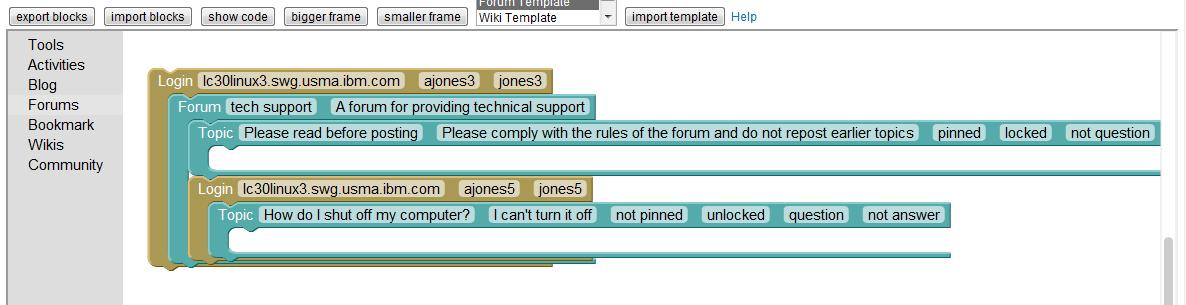 Forum Template
export blocks import blocks show code bigger frame smaller frame Wiki Template import template Help
Tools
Activities
Blog
Forums
Bookmark
Wikis
Community
Login lc30linux3.swg.usma.ibm.com ajones3 jones3
Forum tech support A forum for providing technical support
Topic Please read before posting Please comply with the rules of the forum and do not repost earlier topics pinned locked not question
Login lc30linux3.swg.usma.ibm.com ajones5 jones5
Topic How do I shut off my computer? I can't turn it off not pinned unlocked question not answer